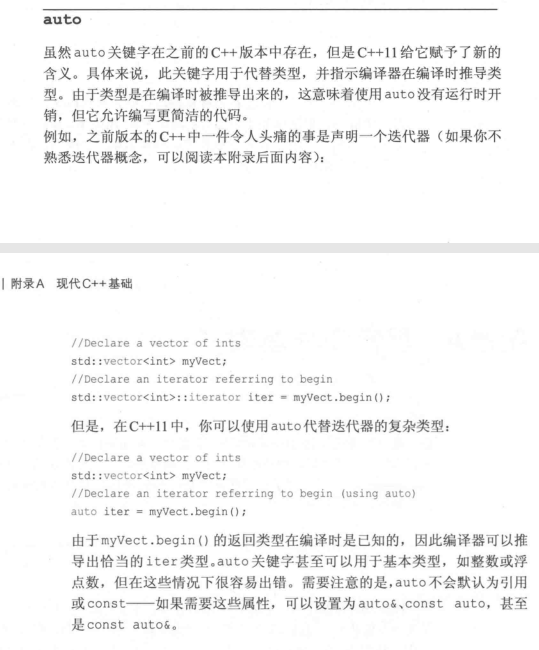 auto
虽然auto关键字在之前的C++版本中存在，但是C++11给它赋予了新的
含义。具体来说，此关键字用于代替类型，并指示编译器在编译时推导类
型。由于类型是在编译时被推导出来的，这意味着使用auto没有运行时开
销，但它允许编写更简洁的代码。
例如，之前版本的C++中一件令人头痛的事是声明一个迭代器（如果你不
熟悉迭代器概念，可以阅读本附录后面内容）：
| 附录A 现代C++基础
//Declare a vector of ints
std::vector<int> myVect;
//Declare an iterator referring to begin
std::vector<int>::iterator iter = myVect.begin();
但是，在C++11中，你可以使用auto代替迭代器的复杂类型：
//Declare a vector of ints
std::vector<int> myVect;
//Declare an iterator referring to begin (using auto)
auto iter = myVect.begin();
由于myVect.begin()的返回类型在编译时是已知的，因此编译器可以推
导出恰当的iter类型。auto关键字甚至可以用于基本类型，如整数或浮
点数，但在这些情况下很容易出错。需要注意的是，auto不会默认为引用
或const——如果需要这些属性，可以设置为auto&、const auto，甚至
是const auto&。